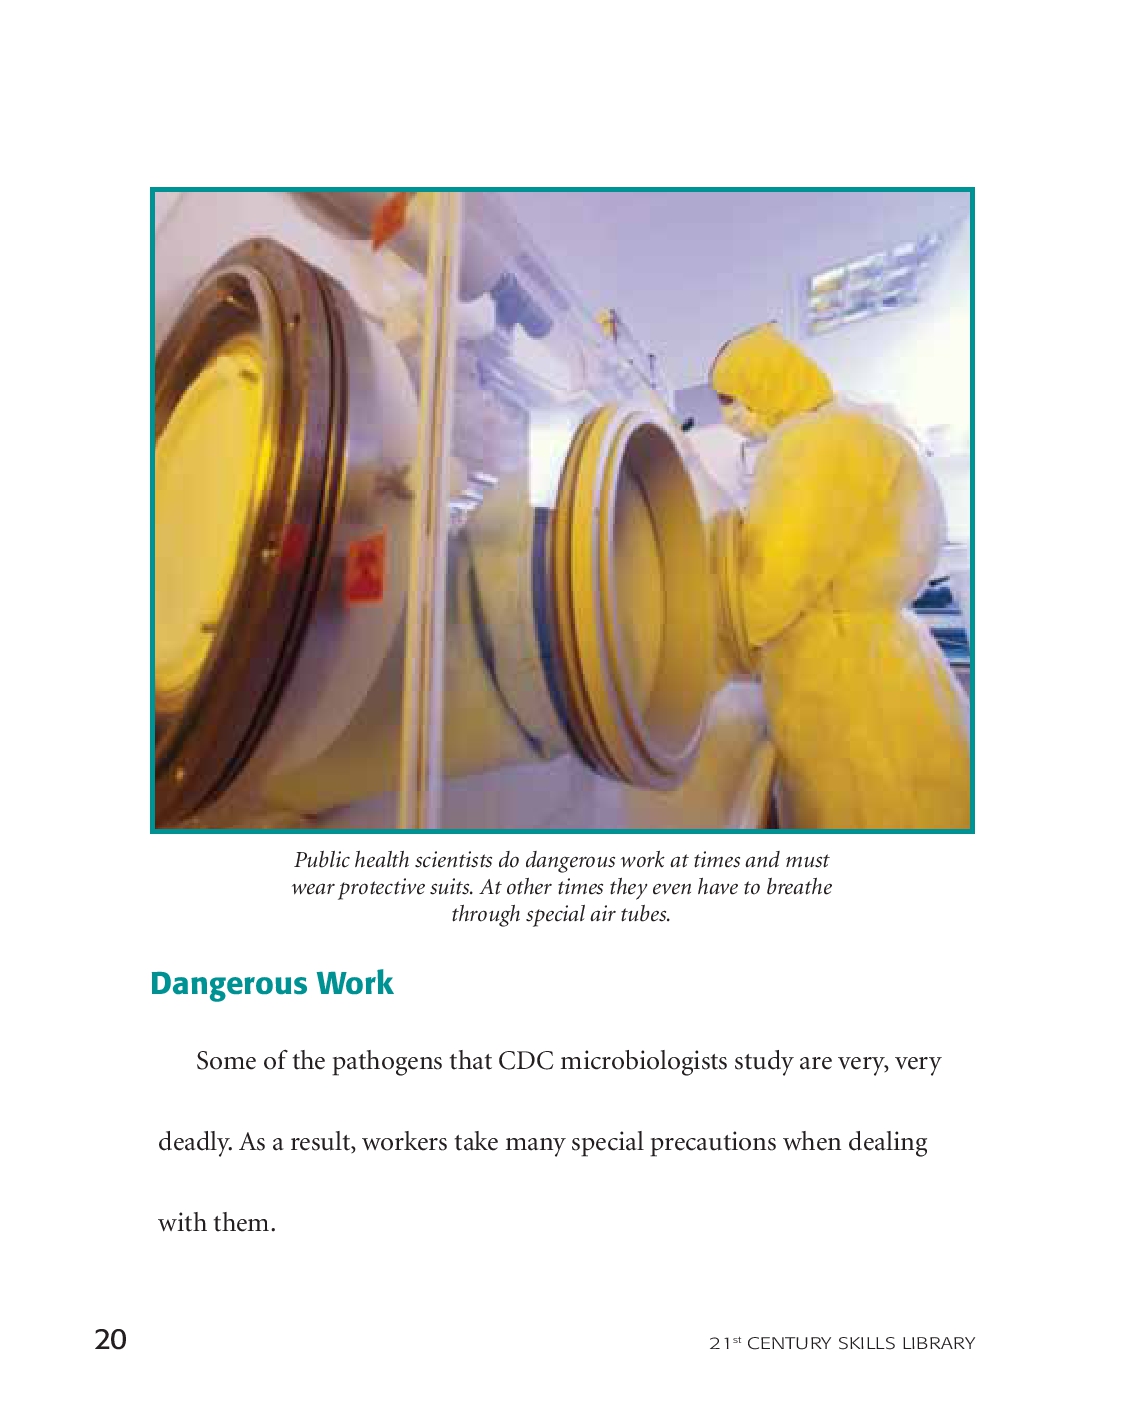 Public health scientists do dangerous work at times and must
wear protective suits. At other times they even have to breathe
through special air tubes.
Dangerous Work
Some of the pathogens that CDC microbiologists study are very, very
deadly. As a result, workers take many special precautions when dealing
with them.
20
21st CENTURY SKILLS LIBRARY